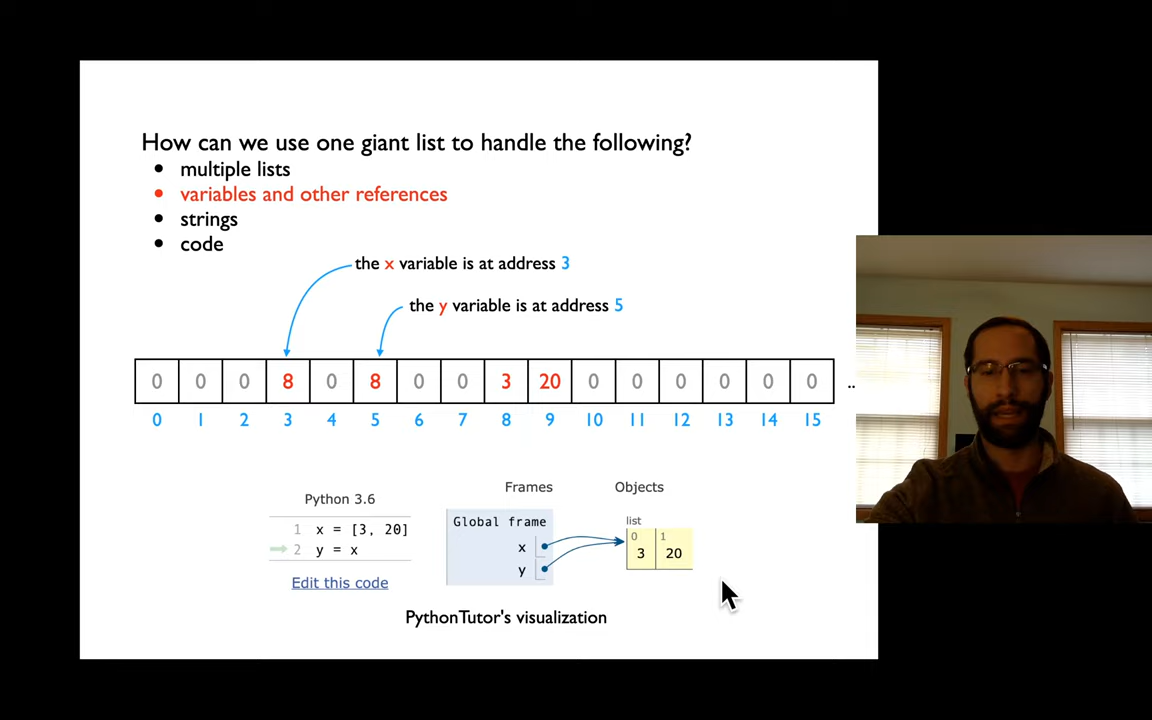 How can we use one giant list to handle the following?
• multiple lists
• variables and other references
• strings
• code
the x variable is at address 3
the y variable is at address 5
0 0 0 8 0 8 0 0 3 20 0 0 0 0 0 0 ..
0 1 2 3 4 5 6 7 8 9 10 11 12 13 14 15
Python 3.6
1 x = [3, 20]
2 y = x
Edit this code
Frames
Global frame
x
y
Objects
list
0 1
3 20
PythonTutor's visualization